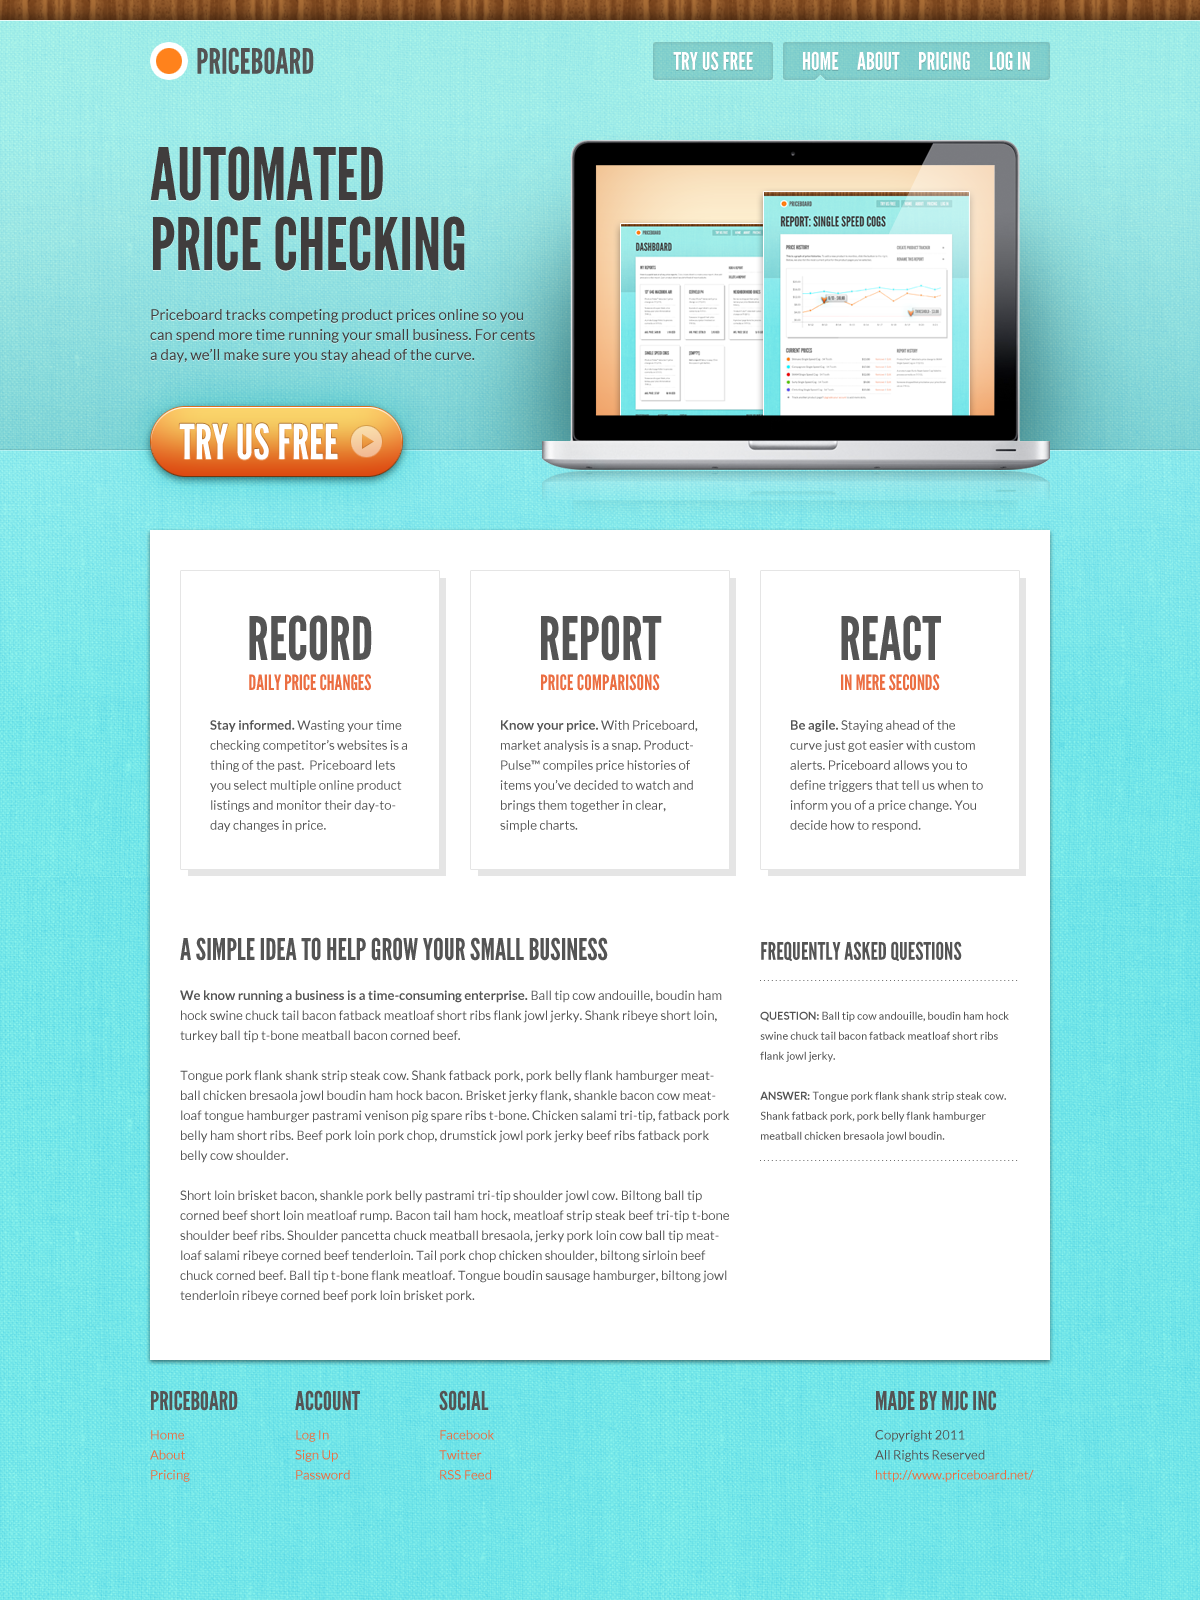 PRICEBOARD
TRY US FREE
HOME ABOUT PRICING LOG IN
AUTOMATED
PRICE CHECKING
Priceboard tracks competing product prices online so you
can spend more time running your small business. For cents
a day, we’ll make sure you stay ahead of the curve.
TRY US FREE
PRICEBOARD
REPORT: SINGLE SPEED COGS
PRICE HISTORY
CURRENT PRICES
REPORT HISTORY
PRICEBOARD
DASHBOARD
MY REPORTS
RECORD
DAILY PRICE CHANGES
Stay informed. Wasting your time
checking competitor’s websites is a
thing of the past.  Priceboard lets
you select multiple online product
listings and monitor their day-to-
day changes in price.
REPORT
PRICE COMPARISONS
Know your price. With Priceboard,
market analysis is a snap. Product-
Pulse™ compiles price histories of
items you’ve decided to watch and
brings them together in clear,
simple charts.
REACT
IN MERE SECONDS
Be agile. Staying ahead of the
curve just got easier with custom
alerts. Priceboard allows you to
define triggers that tell us when to
inform you of a price change. You
decide how to respond.
A SIMPLE IDEA TO HELP GROW YOUR SMALL BUSINESS
We know running a business is a time-consuming enterprise. Ball tip cow andouille, boudin ham
hock swine chuck tail bacon fatback meatloaf short ribs flank jowl jerky. Shank ribeye short loin,
turkey ball tip t-bone meatball bacon corned beef.
Tongue pork flank shank strip steak cow. Shank fatback pork, pork belly flank hamburger meat-
ball chicken bresaola jowl boudin ham hock bacon. Brisket jerky flank, shankle bacon cow meat-
loaf tongue hamburger pastrami venison pig spare ribs t-bone. Chicken salami tri-tip, fatback pork
belly ham short ribs. Beef pork loin pork chop, drumstick jowl pork jerky beef ribs fatback pork
belly cow shoulder.
Short loin brisket bacon, shankle pork belly pastrami tri-tip shoulder jowl cow. Biltong ball tip
corned beef short loin meatloaf rump. Bacon tail ham hock, meatloaf strip steak beef tri-tip t-bone
shoulder beef ribs. Shoulder pancetta chuck meatball bresaola, jerky pork loin cow ball tip meat-
loaf salami ribeye corned beef tenderloin. Tail pork chop chicken shoulder, biltong sirloin beef
chuck corned beef. Ball tip t-bone flank meatloaf. Tongue boudin sausage hamburger, biltong jowl
tenderloin ribeye corned beef pork loin brisket pork.
FREQUENTLY ASKED QUESTIONS
QUESTION: Ball tip cow andouille, boudin ham hock
swine chuck tail bacon fatback meatloaf short ribs
flank jowl jerky.
ANSWER: Tongue pork flank shank strip steak cow.
Shank fatback pork, pork belly flank hamburger
meatball chicken bresaola jowl boudin.
PRICEBOARD
Home
About
Pricing
ACCOUNT
Log In
Sign Up
Password
SOCIAL
Facebook
Twitter
RSS Feed
MADE BY MJC INC
Copyright 2011
All Rights Reserved
http://www.priceboard.net/